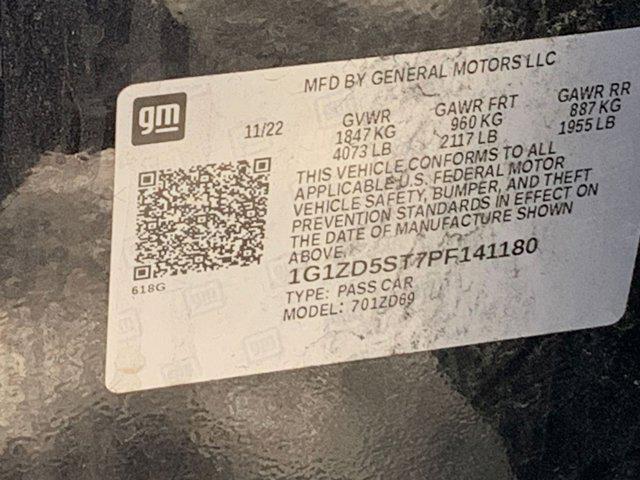 MFD BY GENERAL MOTORS LLC
gm
11/22
GVWR GAWR FRT GAWR RR
1847 KG 960 KG 887 KG
4073 LB 2117 LB 1955 LB
THIS VEHICLE CONFORMS TO ALL
APPLICABLE U.S. FEDERAL MOTOR
VEHICLE SAFETY, BUMPER, AND THEFT
PREVENTION STANDARDS IN EFFECT ON
THE DATE OF MANUFACTURE SHOWN
ABOVE.
1G1ZD5ST7PF141180
TYPE: PASS CAR
MODEL: 701ZD69
618G